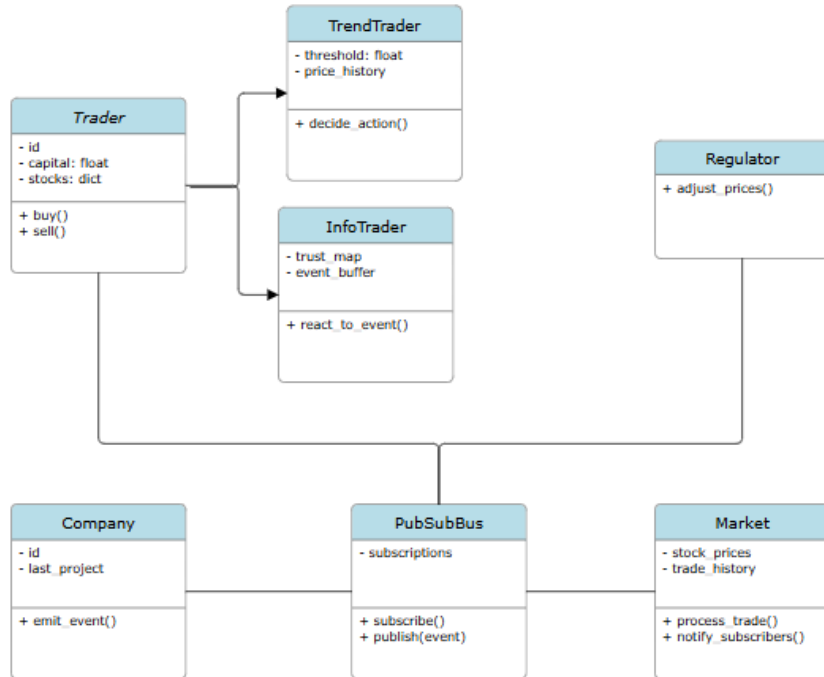 TrendTrader
- threshold: float
- price_history
+ decide_action()
Trader
- id
- capital: float
- stocks: dict
+ buy()
+ sell()
Regulator
+ adjust_prices()
InfoTrader
- trust_map
- event_buffer
+ react_to_event()
Company
- id
- last_project
+ emit_event()
PubSubBus
- subscriptions
+ subscribe()
+ publish(event)
Market
- stock_prices
- trade_history
+ process_trade()
+ notify_subscribers()